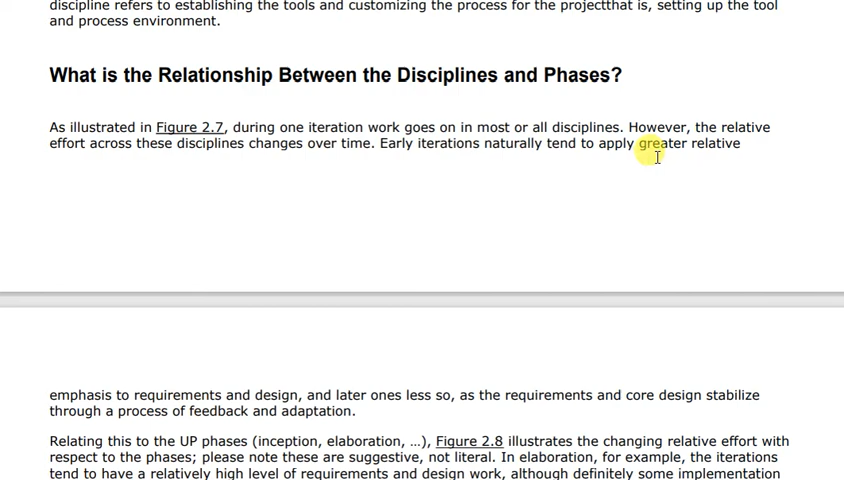 discipline refers to establishing the tools and customizing the process for the projectthat is, setting up the tool
and process environment.
What is the Relationship Between the Disciplines and Phases?
As illustrated in Figure 2.7, during one iteration work goes on in most or all disciplines. However, the relative
effort across these disciplines changes over time. Early iterations naturally tend to apply greater relative
emphasis to requirements and design, and later ones less so, as the requirements and core design stabilize
through a process of feedback and adaptation.
Relating this to the UP phases (inception, elaboration, …), Figure 2.8 illustrates the changing relative effort with
respect to the phases; please note these are suggestive, not literal. In elaboration, for example, the iterations
tend to have a relatively high level of requirements and design work, although definitely some implementation